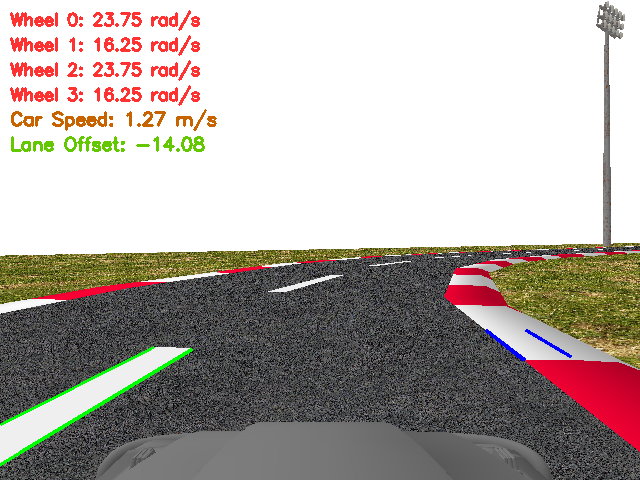 Wheel 0: 23.75 rad/s
Wheel 1: 16.25 rad/s
Wheel 2: 23.75 rad/s
Wheel 3: 16.25 rad/s
Car Speed: 1.27 m/s
Lane Offset: -14.08